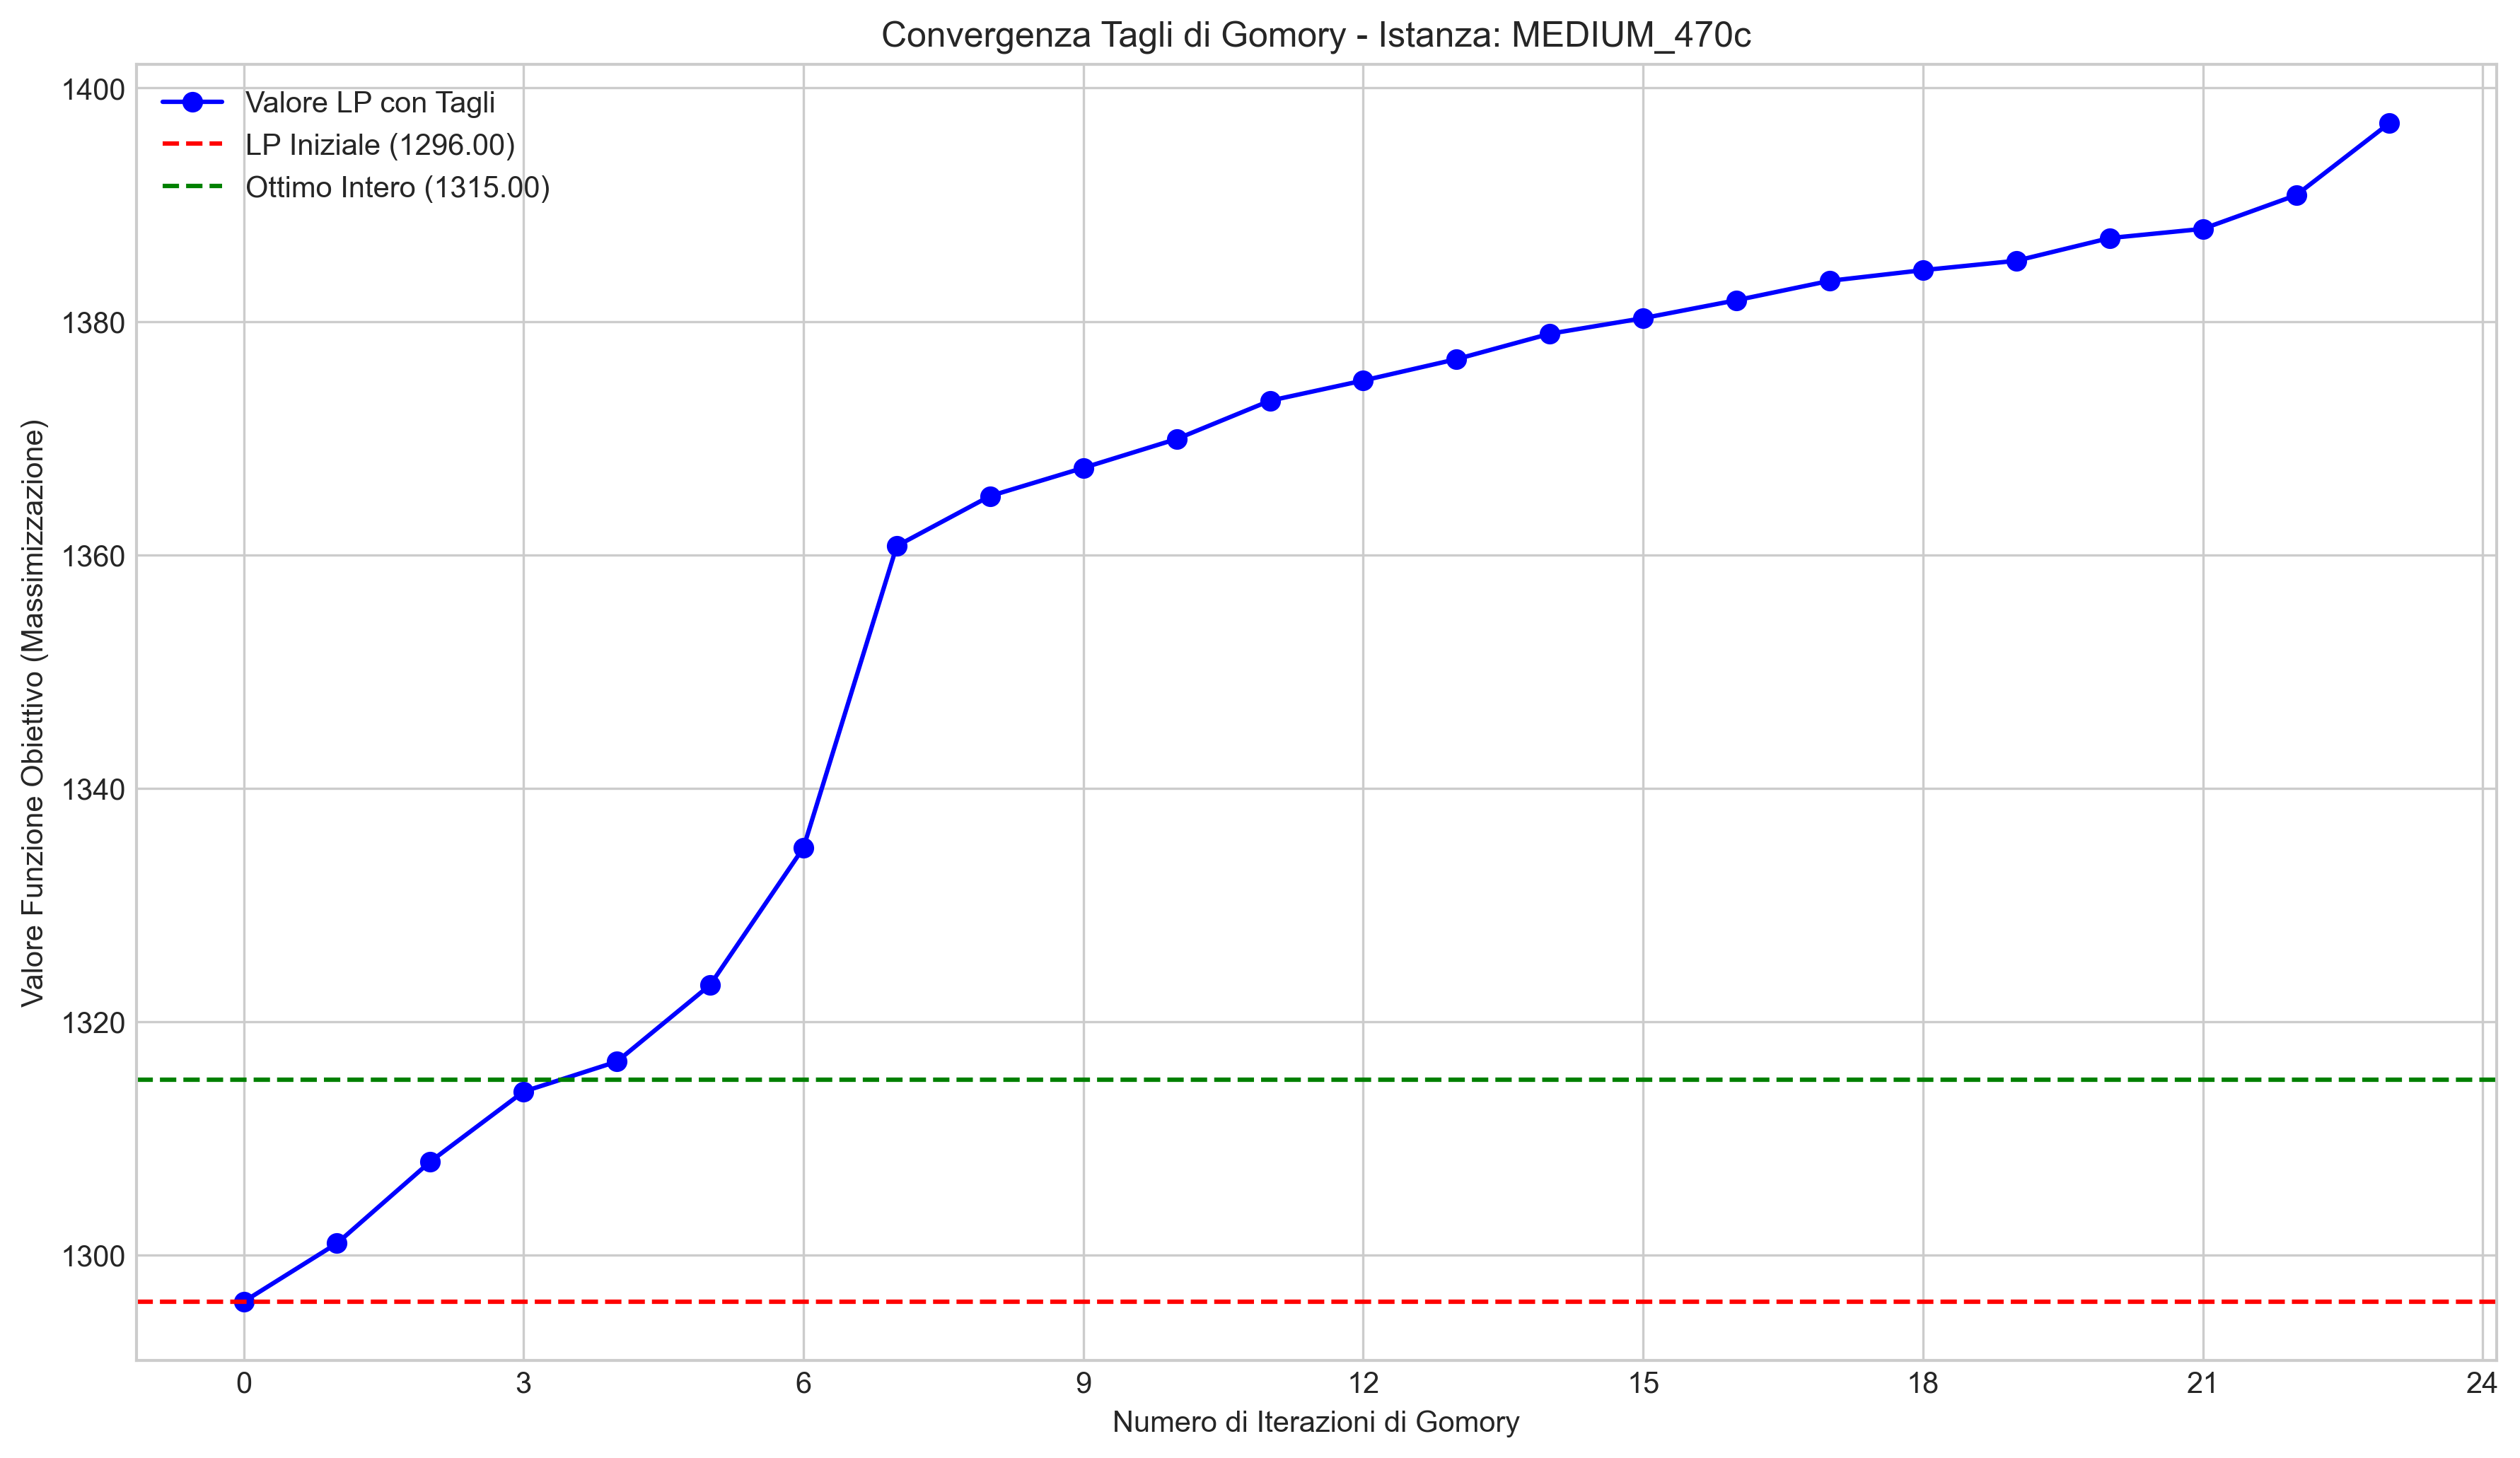 Convergenza Tagli di Gomory - Istanza: MEDIUM_470c
1400
1380
1360
1340
1320
1300
Valore Funzione Obiettivo (Massimizzazione)
Valore LP con Tagli
LP Iniziale (1296.00)
Ottimo Intero (1315.00)
0 3 6 9 12 15 18 21 24
Numero di Iterazioni di Gomory